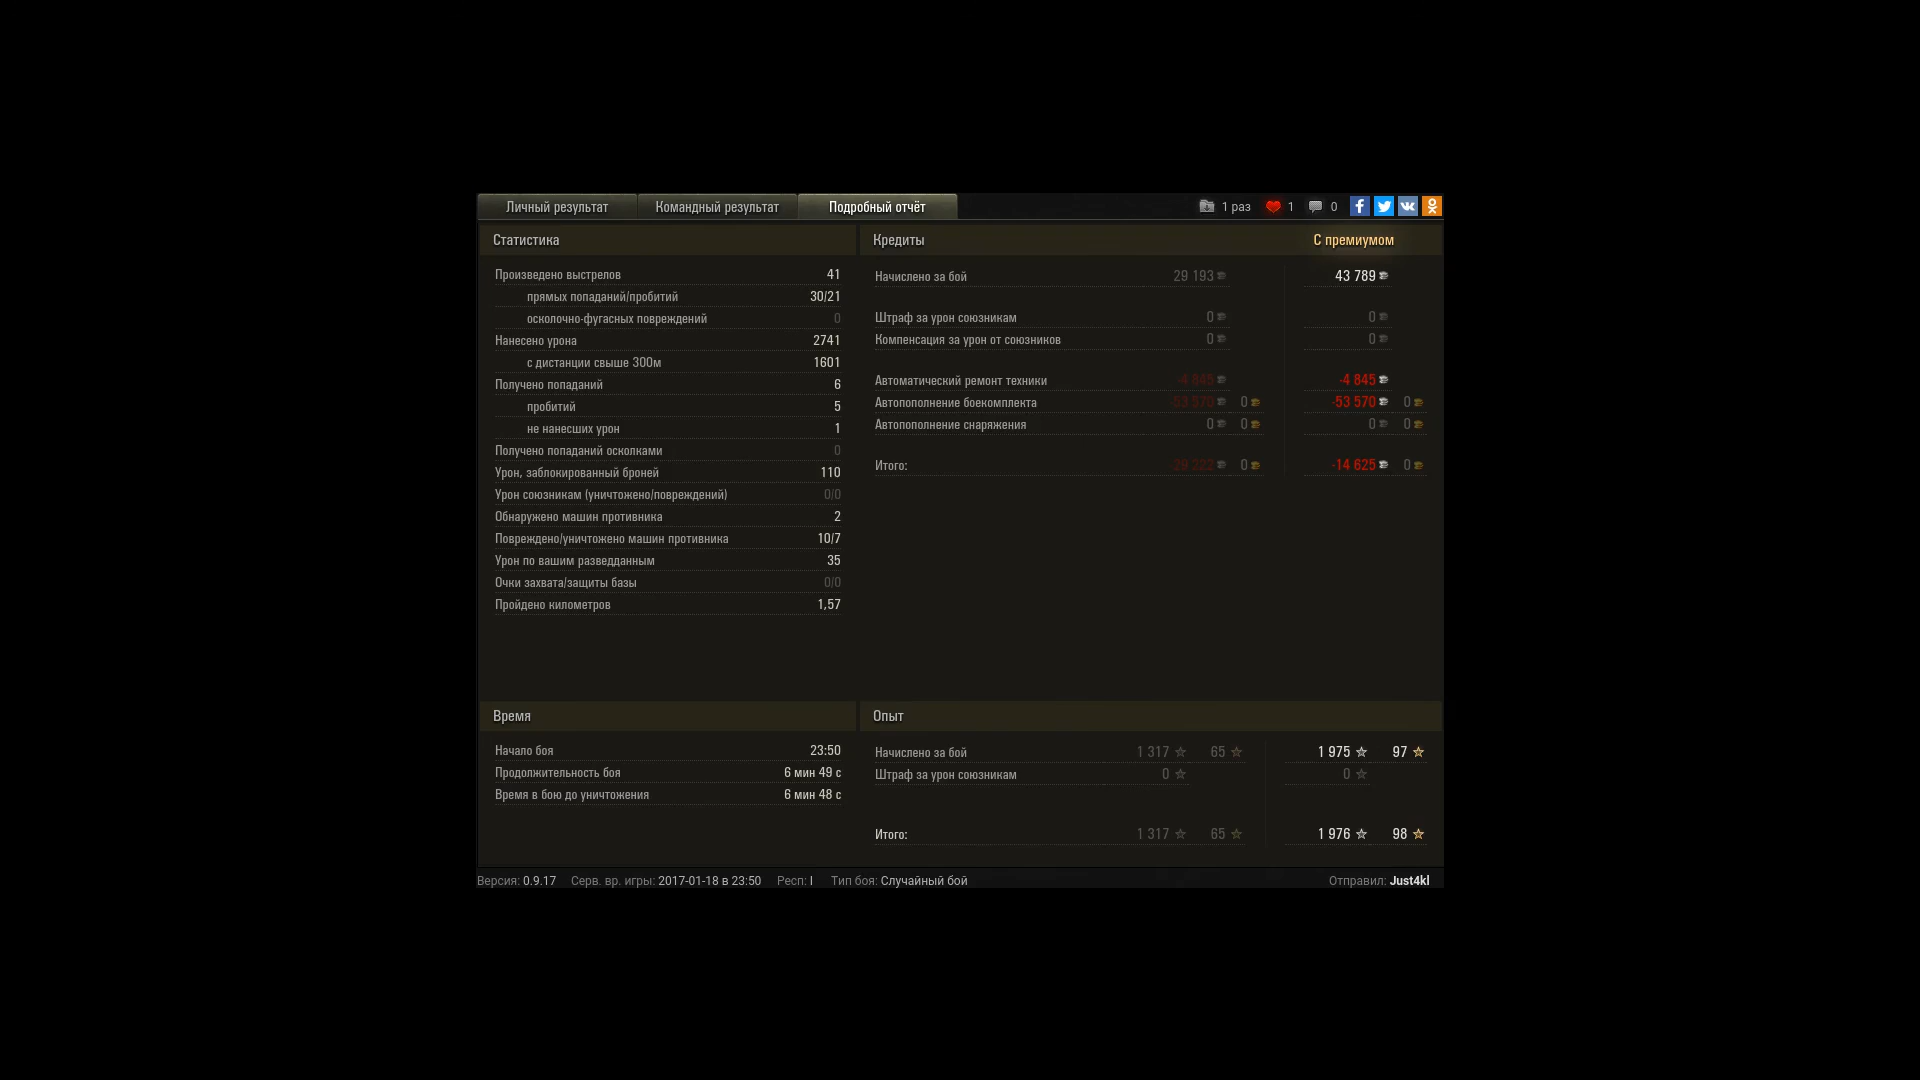 Личный результат Командный результат Подробный отчёт 1 раз 1 0
Статистика
Произведено выстрелов 41
прямых попаданий/пробитий 30/21
осколочно-фугасных повреждений 0
Нанесено урона 2741
с дистанции свыше 300м 1601
Получено попаданий 6
пробитий 5
не нанесших урон 1
Получено попаданий осколками 0
Урон, заблокированный броней 110
Урон союзникам (уничтожено/повреждений) 0/0
Обнаружено машин противника 2
Повреждено/уничтожено машин противника 10/7
Урон по вашим разведданным 35
Очки захвата/защиты базы 0/0
Пройдено километров 1,57
Кредиты С премиумом
Начислено за бой 29 193 43 789
Штраф за урон союзникам 0 0
Компенсация за урон от союзников 0 0
Автоматический ремонт техники -4 845 -4 845
Автопополнение боекомплекта -53 570 0 -53 570 0
Автопополнение снаряжения 0 0 0 0
Итого: -29 222 0 -14 625 0
Время
Начало боя 23:50
Продолжительность боя 6 мин 49 с
Время в бою до уничтожения 6 мин 48 с
Опыт
Начислено за бой 1 317 65 1 975 97
Штраф за урон союзникам 0 0
Итого: 1 317 65 1 976 98
Версия: 0.9.17 Серв. вр. игры: 2017-01-18 в 23:50 Респ: I Тип боя: Случайный бой Отправил: Just4kl